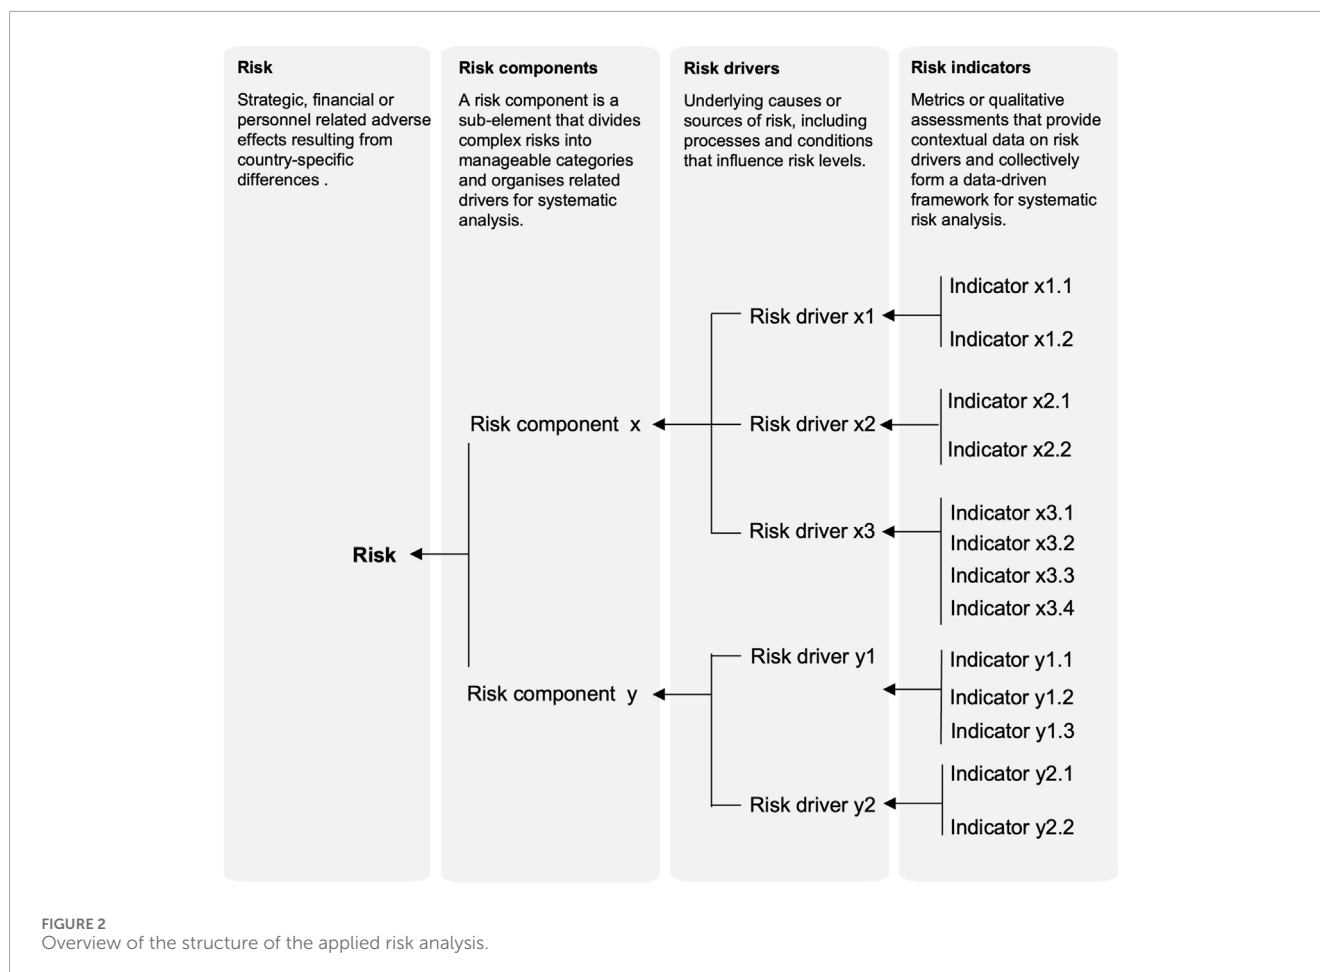 Risk
Strategic, financial or
personnel related adverse
effects resulting from
country-specific
differences .
Risk components
A risk component is a
sub-element that divides
complex risks into
manageable categories
and organises related
drivers for systematic
analysis.
Risk drivers
Underlying causes or
sources of risk, including
processes and conditions
that influence risk levels.
Risk indicators
Metrics or qualitative
assessments that provide
contextual data on risk
drivers and collectively
form a data-driven
framework for systematic
risk analysis.
Risk
Risk component x
Risk component y
Risk driver x1
Risk driver x2
Risk driver x3
Risk driver y1
Risk driver y2
Indicator x1.1
Indicator x1.2
Indicator x2.1
Indicator x2.2
Indicator x3.1
Indicator x3.2
Indicator x3.3
Indicator x3.4
Indicator y1.1
Indicator y1.2
Indicator y1.3
Indicator y2.1
Indicator y2.2
FIGURE 2
Overview of the structure of the applied risk analysis.